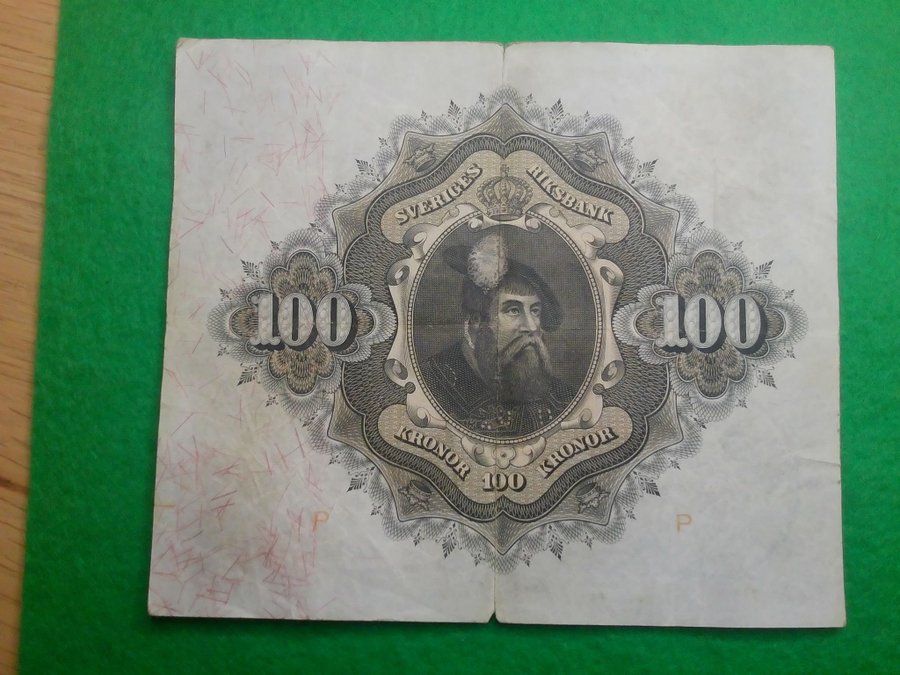 SVERIGES RIKSBANK
100 100
KRONOR 100 KRONOR
P P